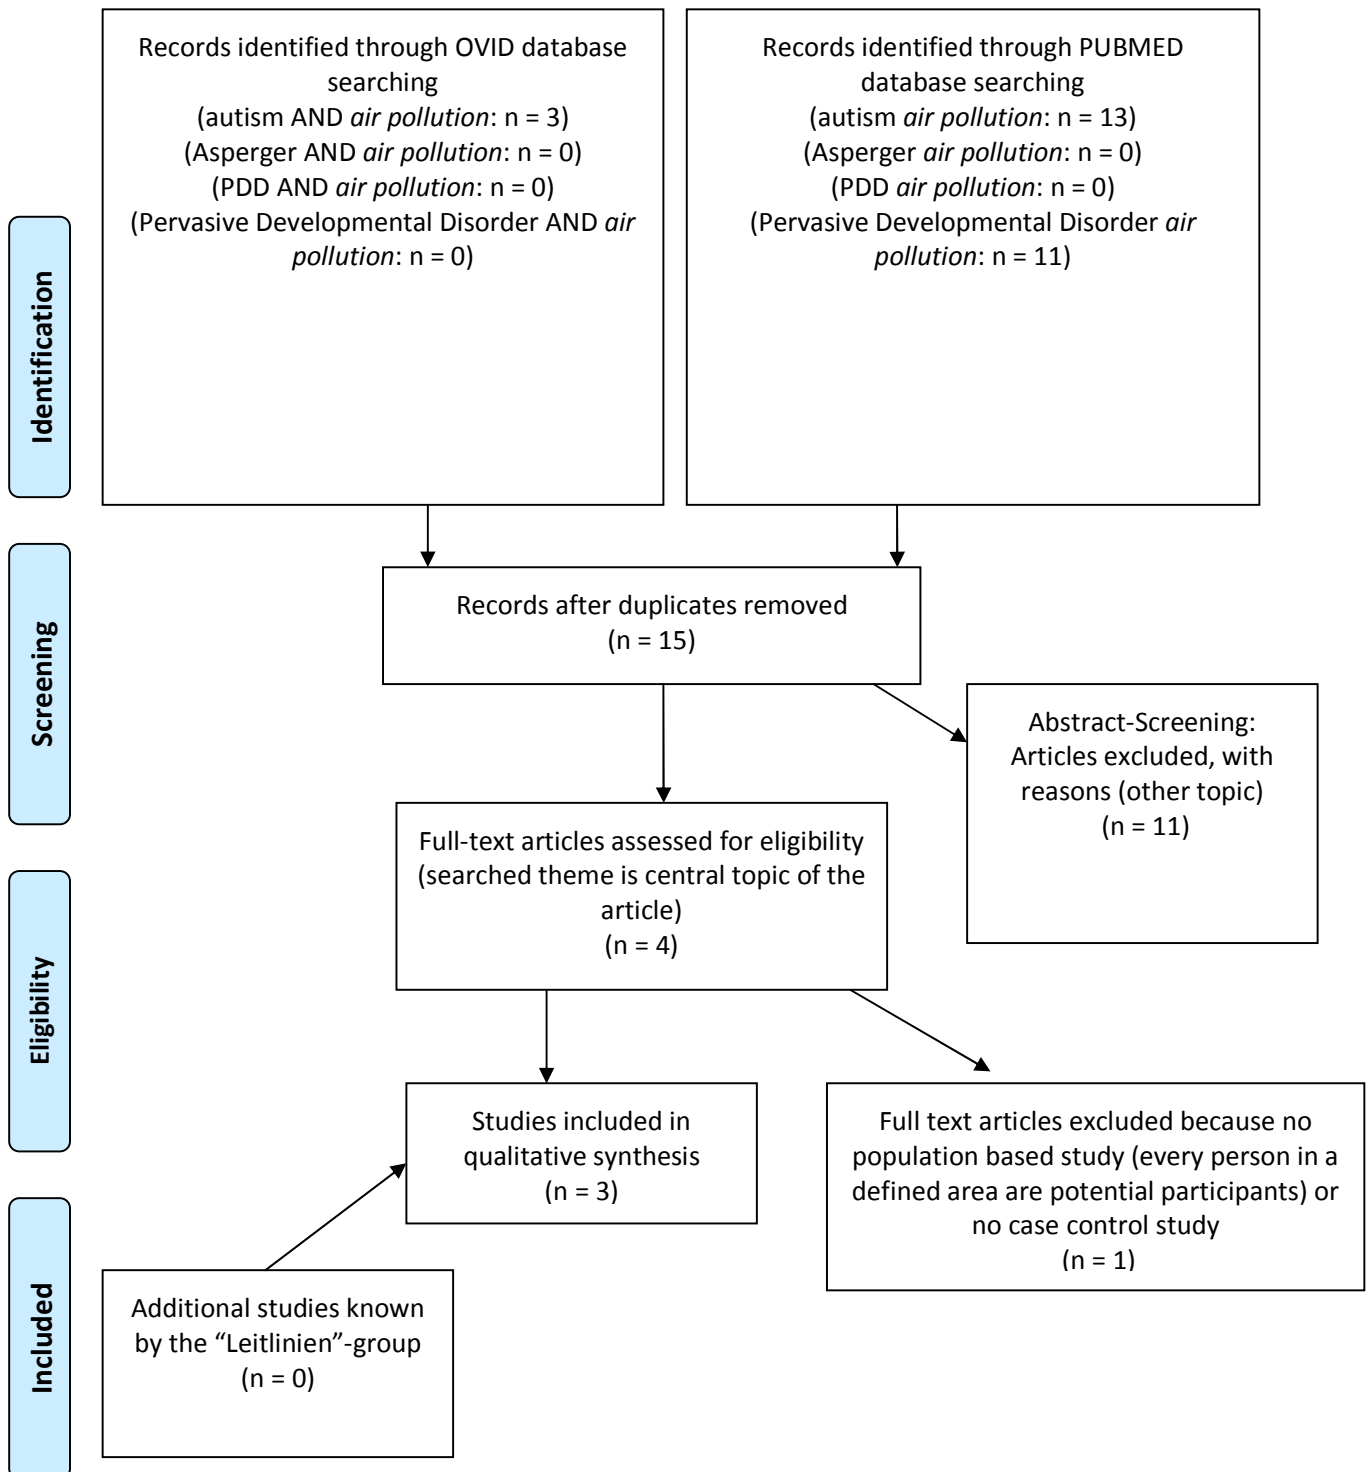 Records identified through OVID database
searching
(autism AND air pollution: n = 3)
(Asperger AND air pollution: n = 0)
(PDD AND air pollution: n = 0)
(Pervasive Developmental Disorder AND air
pollution: n = 0)
Records identified through PUBMED
database searching
(autism air pollution: n = 13)
(Asperger air pollution: n = 0)
(PDD air pollution: n = 0)
(Pervasive Developmental Disorder air
pollution: n = 11)
Identification
Records after duplicates removed
(n = 15)
Screening
Abstract-Screening:
Articles excluded, with
reasons (other topic)
(n = 11)
Full-text articles assessed for eligibility
(searched theme is central topic of the
article)
(n = 4)
Eligibility
Studies included in
qualitative synthesis
(n = 3)
Full text articles excluded because no
population based study (every person in a
defined area are potential participants) or
no case control study
(n = 1)
Included
Additional studies known
by the “Leitlinien”-group
(n = 0)